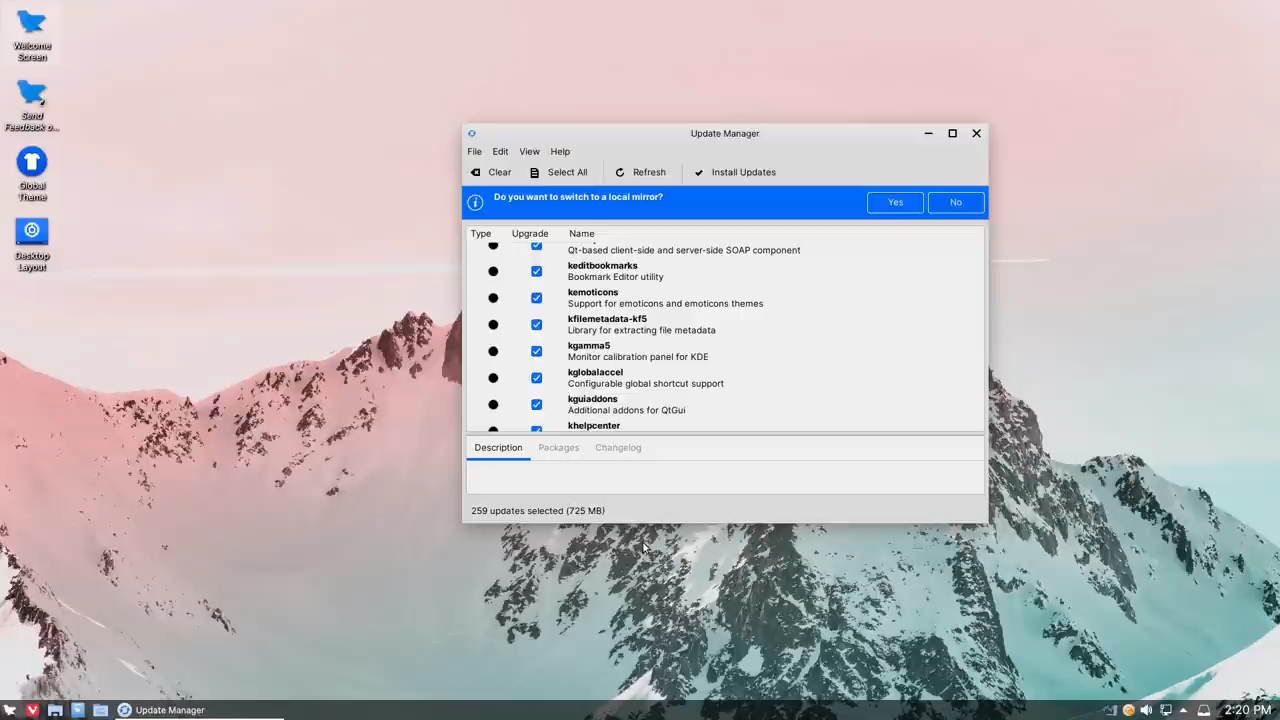 Welcome
Screen
Send
Feedback o...
Global
Theme
Desktop
Layout
Update Manager
File Edit View Help
Clear Select All Refresh Install Updates
Do you want to switch to a local mirror?
Yes No
Type Upgrade Name
Qt-based client-side and server-side SOAP component
keditbookmarks
Bookmark Editor utility
kemoticons
Support for emoticons and emoticons themes
kfilemetadata-kf5
Library for extracting file metadata
kgamma5
Monitor calibration panel for KDE
kglobalaccel
Configurable global shortcut support
kguiaddons
Additional addons for QtGui
khelpcenter
Description Packages Changelog
259 updates selected (725 MB)
Update Manager
2:20 PM